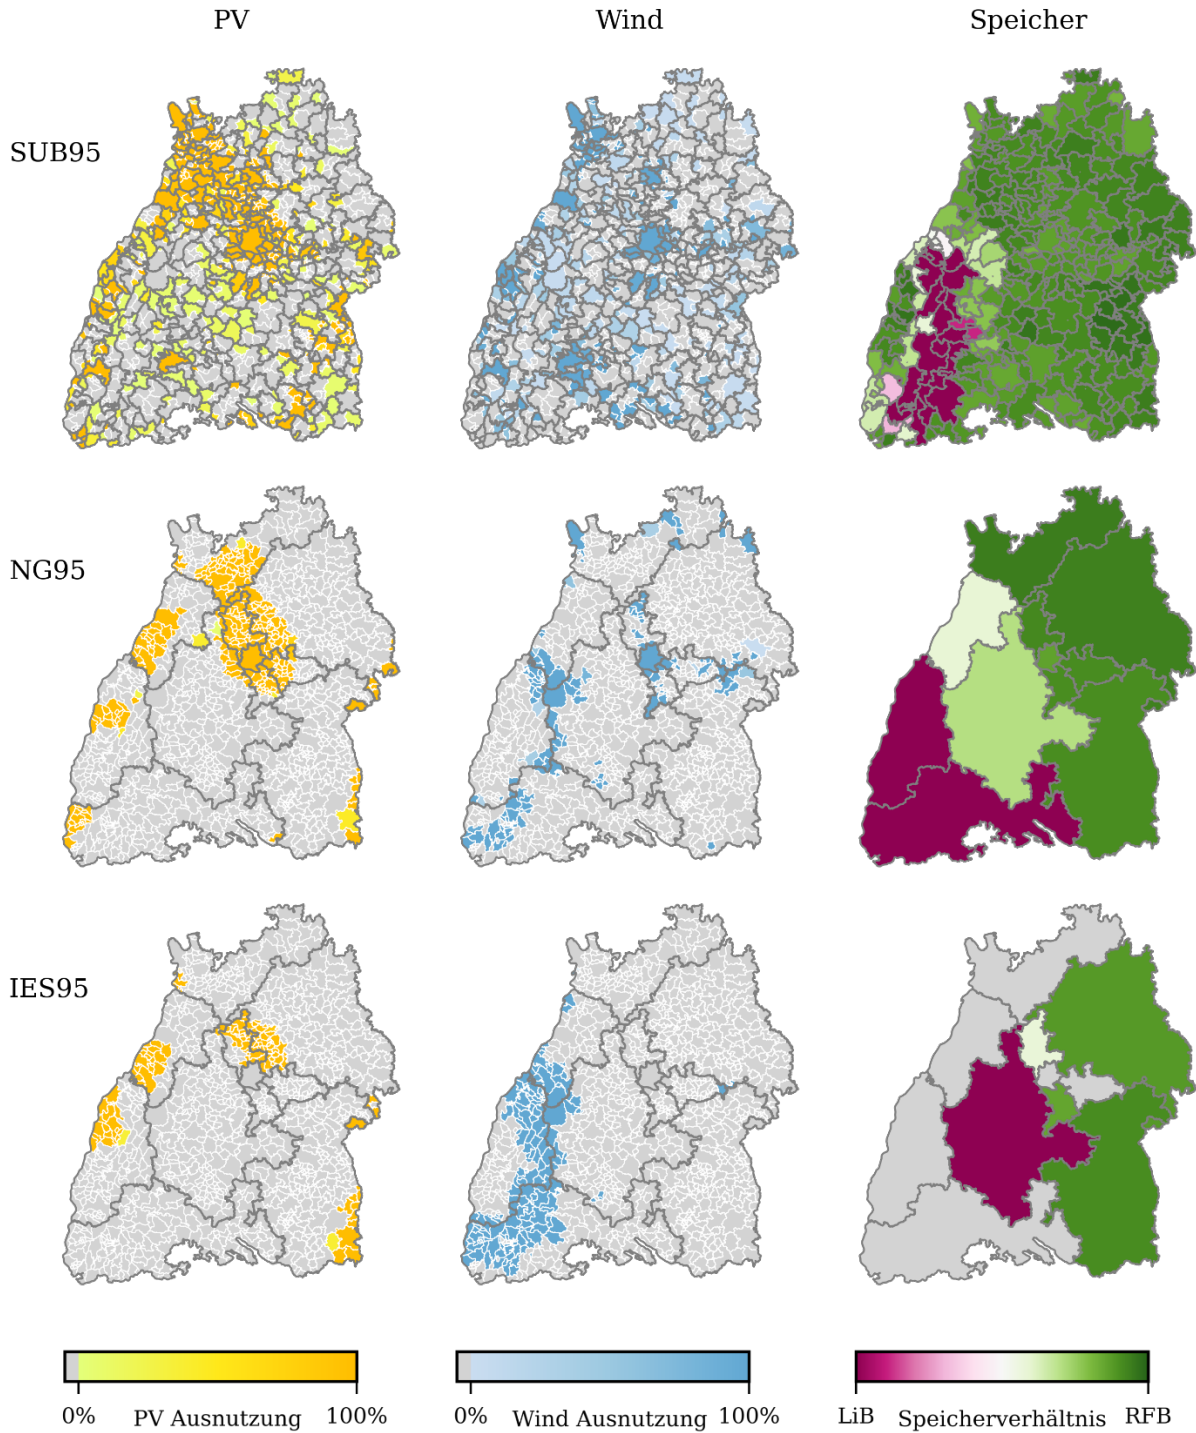 PV Wind Speicher
SUB95
NG95
IES95
0% PV Ausnutzung 100%
0% Wind Ausnutzung 100%
LiB Speicherverhältnis RFB